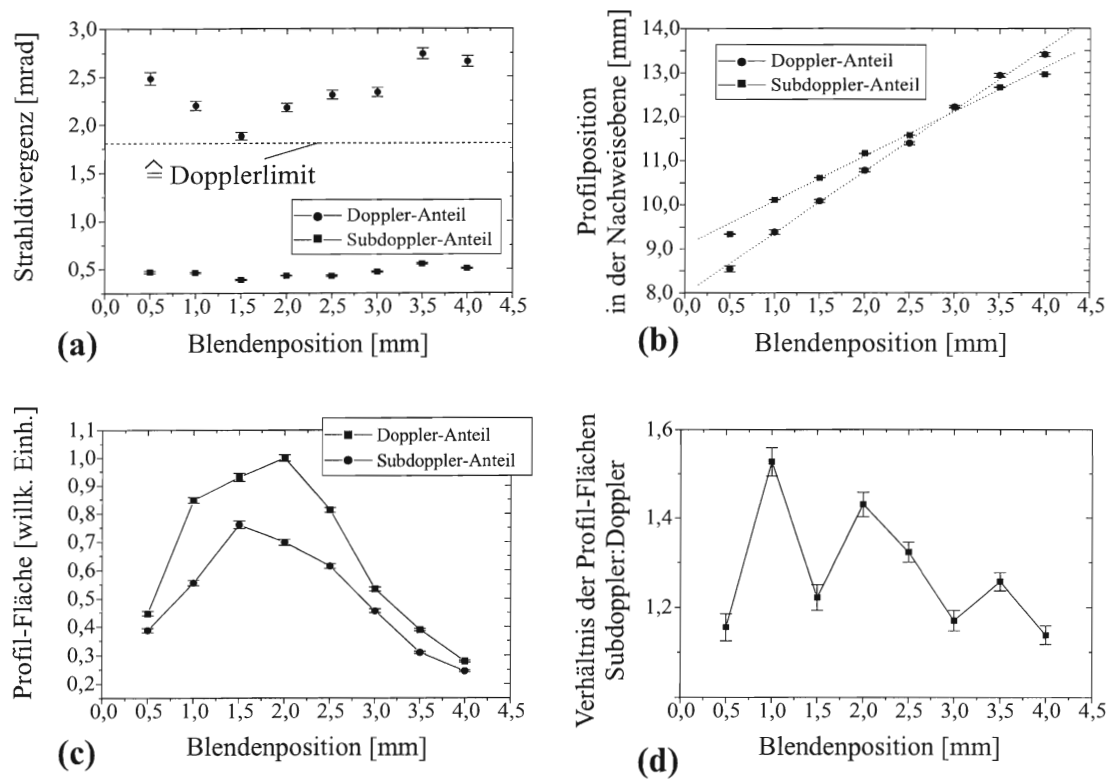 3,0
2,5
2,0
1,5
1,0
0,5
Strahldivergenz [mrad]
≙ Dopplerlimit
Doppler-Anteil
Subdoppler-Anteil
0,0 0,5 1,0 1,5 2,0 2,5 3,0 3,5 4,0 4,5
(a) Blendenposition [mm]
14,0
13,0
12,0
11,0
10,0
9,0
8,0
Profilposition
in der Nachweisebene [mm]
Doppler-Anteil
Subdoppler-Anteil
0,0 0,5 1,0 1,5 2,0 2,5 3,0 3,5 4,0 4,5
(b) Blendenposition [mm]
1,1
1,0
0,9
0,8
0,7
0,6
0,5
0,4
0,3
0,2
Profil-Fläche [willk. Einh.]
Doppler-Anteil
Subdoppler-Anteil
0,0 0,5 1,0 1,5 2,0 2,5 3,0 3,5 4,0 4,5
(c) Blendenposition [mm]
1,6
1,4
1,2
Verhältnis der Profil-Flächen
Subdoppler:Doppler
0,0 0,5 1,0 1,5 2,0 2,5 3,0 3,5 4,0 4,5
(d) Blendenposition [mm]